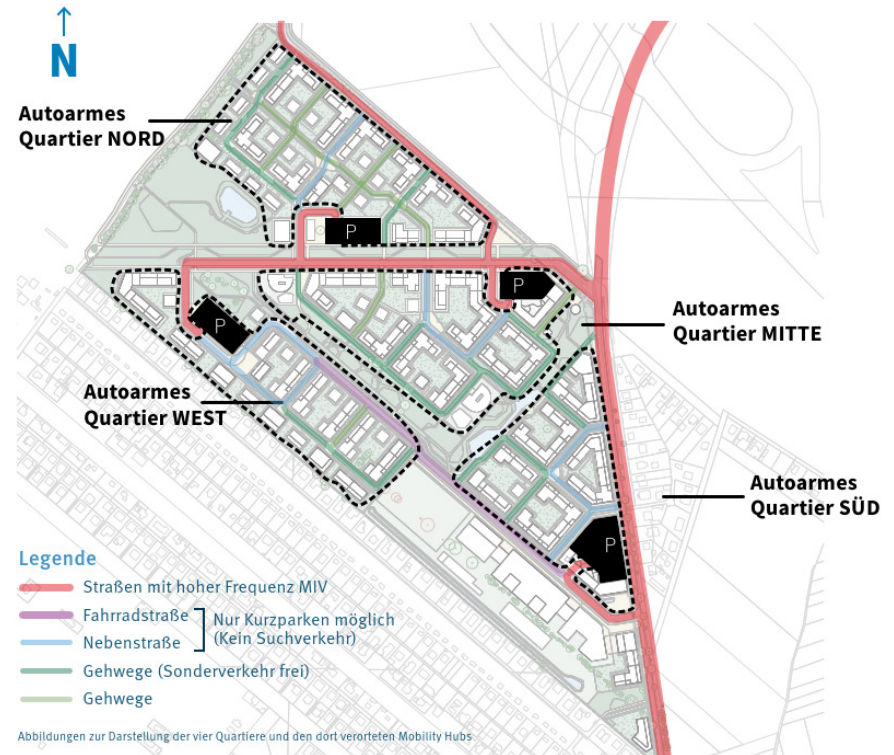 N
Autoarmes
Quartier NORD
P
P
Autoarmes
Quartier MITTE
P
Autoarmes
Quartier WEST
Autoarmes
Quartier SÜD
P
Legende
Straßen mit hoher Frequenz MIV
Fahrradstraße
Nur Kurzparken möglich
Nebenstraße
(Kein Suchverkehr)
Gehwege (Sonderverkehr frei)
Gehwege
Abbildungen zur Darstellung der vier Quartiere und den dort verorteten Mobility Hubs